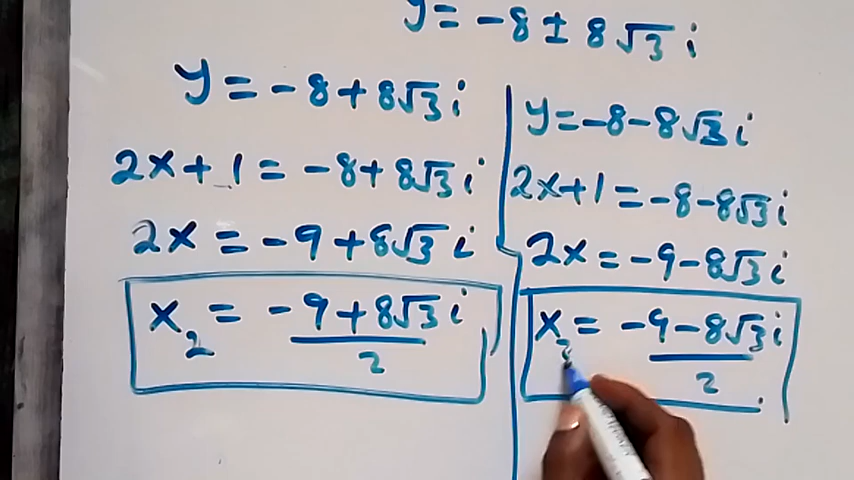 y = -8 ± 8√3 i
y = -8 + 8√3 i
2x + 1 = -8 + 8√3 i
2x = -9 + 8√3 i
x₂ = (-9 + 8√3 i)/2
y = -8 - 8√3 i
2x + 1 = -8 - 8√3 i
2x = -9 - 8√3 i
x₃ = (-9 - 8√3 i)/2